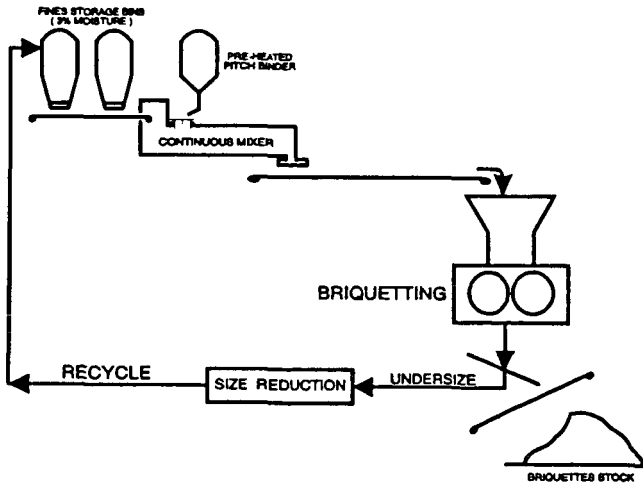 FINES STORAGE BINS
( 3% MOISTURE )
PRE-HEATED
PITCH BINDER
CONTINUOUS MIXER
BRIQUETTING
RECYCLE
SIZE REDUCTION
UNDERSIZE
BRIQUETTES STOCK